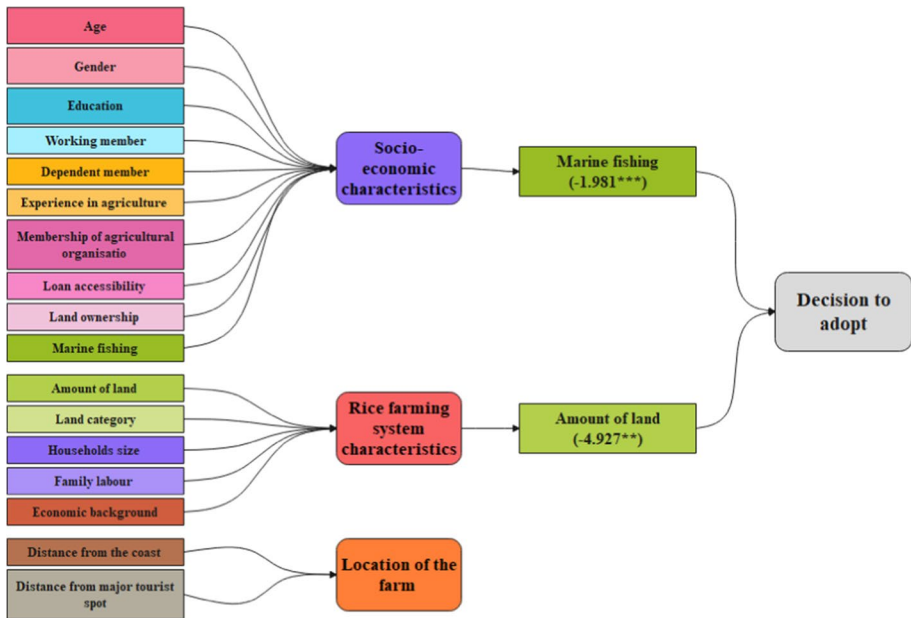 Age
Gender
Education
Working member
Dependent member
Experience in agriculture
Membership of agricultural
organisatio
Loan accessibility
Land ownership
Marine fishing
Amount of land
Land category
Households size
Family labour
Economic background
Distance from the coast
Distance from major tourist
spot
Socio-
economic
characteristics
Rice farming
system
characteristics
Location of the
farm
Marine fishing
(-1.981***)
Amount of land
(-4.927**)
Decision to
adopt